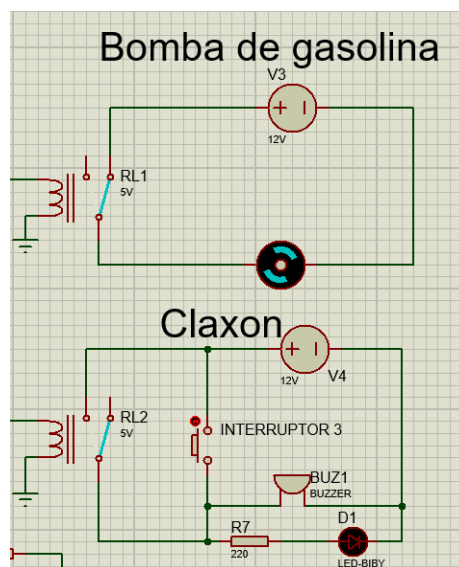 Bomba de gasolina
V3
12V
RL1
5V
Claxon
12V
V4
RL2
5V
INTERRUPTOR 3
BUZ1
BUZZER
R7
220
D1
LED-BIBY